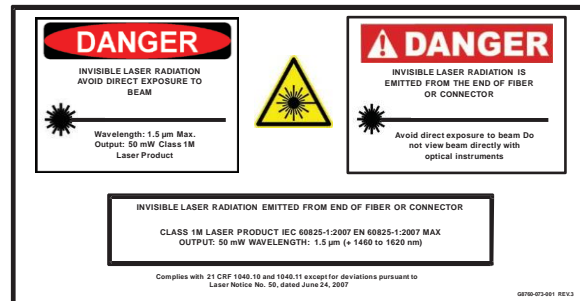 DANGER
INVISIBLE LASER RADIATION
AVOID DIRECT EXPOSURE TO
BEAM
Wavelength: 1.5 µm Max.
Output: 50 mW Class 1M
Laser Product
DANGER
INVISIBLE LASER RADIATION IS
EMITTED FROM THE END OF FIBER
OR CONNECTOR
Avoid direct exposure to beam Do
not view beam directly with
optical instruments
INVISIBLE LASER RADIATION EMITTED FROM END OF FIBER OR CONNECTOR
CLASS 1M LASER PRODUCT IEC 60825-1:2007 EN 60825-1:2007 MAX
OUTPUT: 50 mW WAVELENGTH: 1.5 µm (+ 1460 to 1620 nm)
Complies with 21 CRF 1040.10 and 1040.11 except for deviations pursuant to
Laser Notice No. 50, dated June 24, 2007
G8760-073-001 REV.3